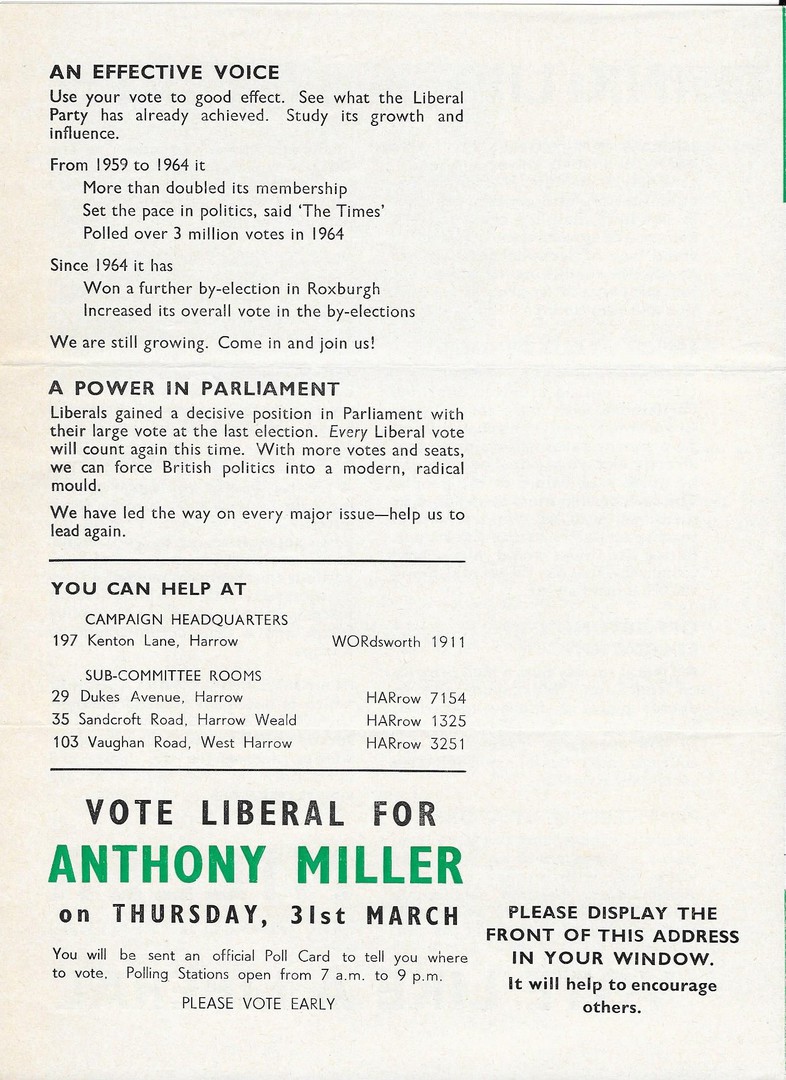 AN EFFECTIVE VOICE
Use your vote to good effect. See what the Liberal
Party has already achieved. Study its growth and
influence.
From 1959 to 1964 it
More than doubled its membership
Set the pace in politics, said ‘The Times’
Polled over 3 million votes in 1964
Since 1964 it has
Won a further by-election in Roxburgh
Increased its overall vote in the by-elections
We are still growing. Come in and join us!
A POWER IN PARLIAMENT
Liberals gained a decisive position in Parliament with
their large vote at the last election. Every Liberal vote
will count again this time. With more votes and seats,
we can force British politics into a modern, radical
mould.
We have led the way on every major issue—help us to
lead again.
YOU CAN HELP AT
CAMPAIGN HEADQUARTERS
197 Kenton Lane, Harrow WORdsworth 1911
SUB-COMMITTEE ROOMS
29 Dukes Avenue, Harrow HARrow 7154
35 Sandcroft Road, Harrow Weald HARrow 1325
103 Vaughan Road, West Harrow HARrow 3251
VOTE LIBERAL FOR
ANTHONY MILLER
on THURSDAY, 31st MARCH
You will be sent an official Poll Card to tell you where
to vote. Polling Stations open from 7 a.m. to 9 p.m.
PLEASE VOTE EARLY
PLEASE DISPLAY THE
FRONT OF THIS ADDRESS
IN YOUR WINDOW.
It will help to encourage
others.